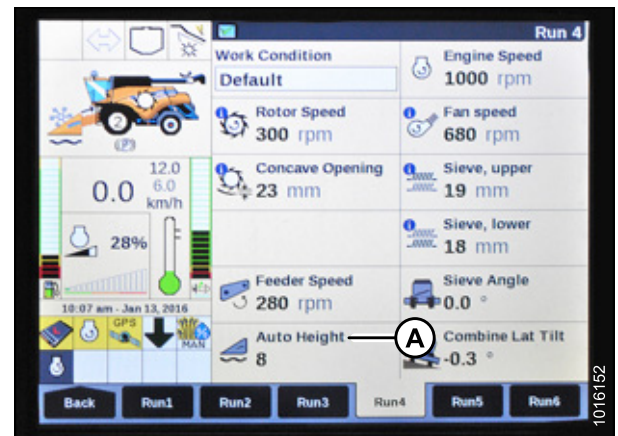 Run 4
Work Condition
Default
Engine Speed
1000 rpm
Rotor Speed
300 rpm
Fan speed
680 rpm
Concave Opening
23 mm
Sieve, upper
19 mm
Sieve, lower
18 mm
Feeder Speed
280 rpm
Sieve Angle
0.0 °
Auto Height
8
A
Combine Lat Tilt
-0.3 °
2
(P)
12.0
0.0
6.0
km/h
28%
10:07 am - Jan 13, 2016
GPS
MAN
Back
Run1
Run2
Run3
Run4
Run5
Run6
1016152